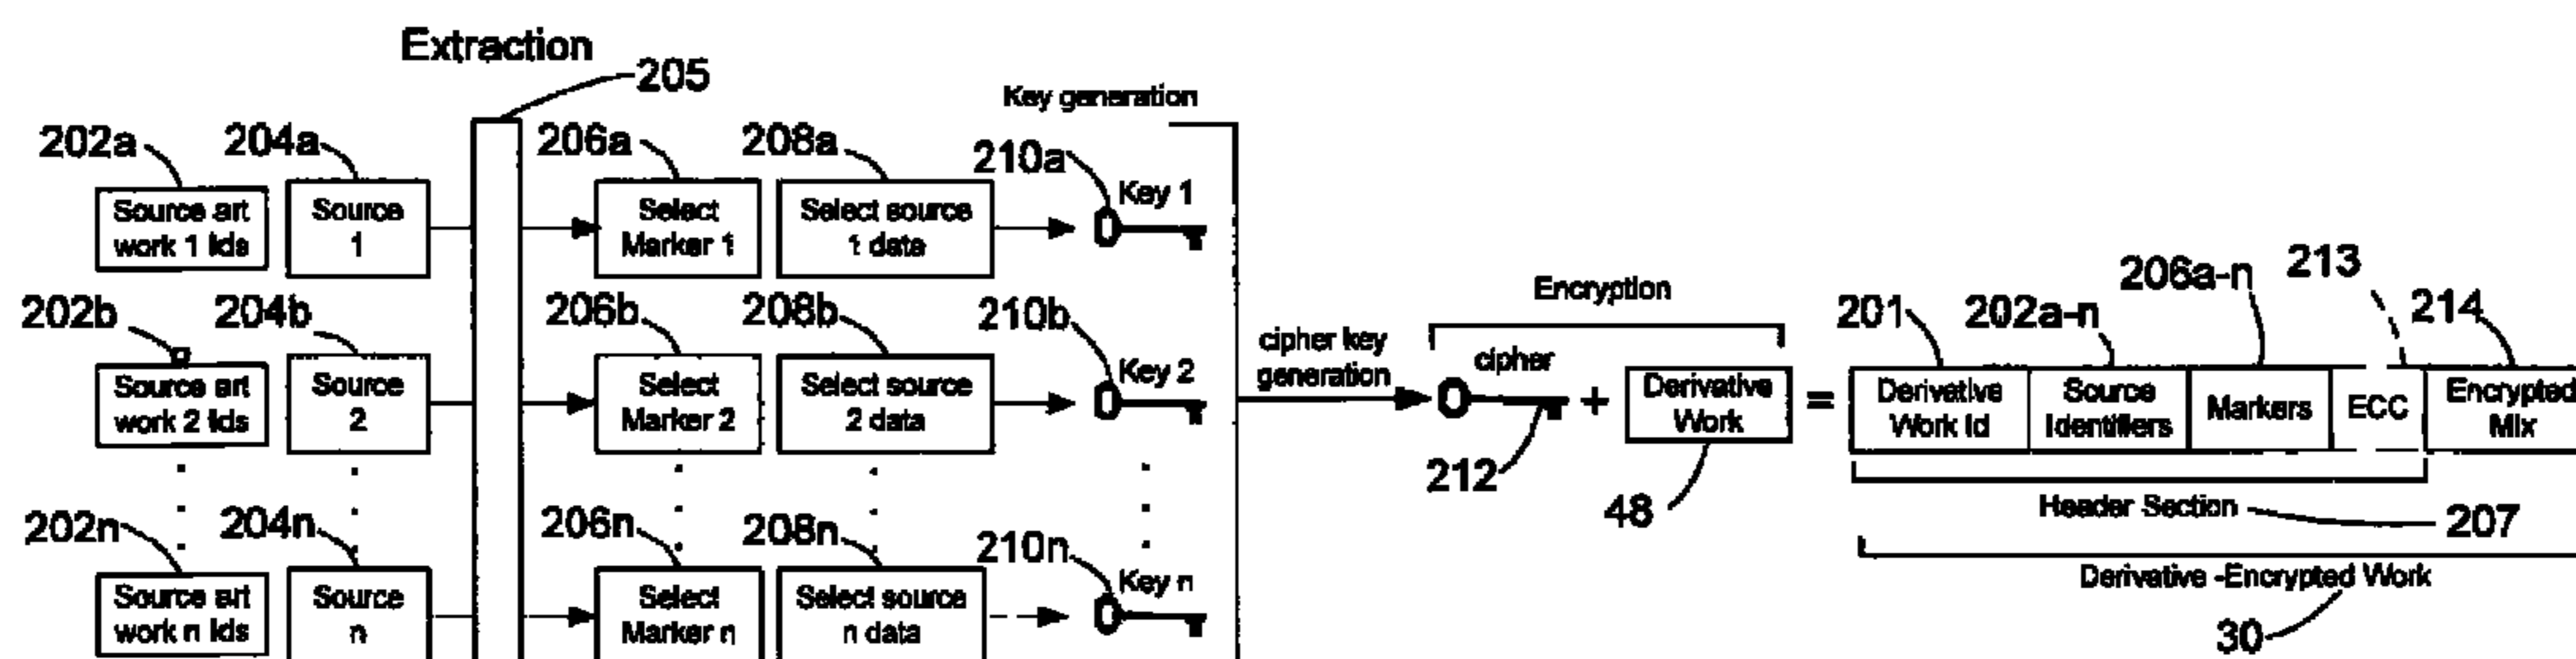 Extraction
205
Key generation
202a
204a
206a
208a
210a
Source art
work 1 Ids
Source
1
Select
Marker 1
Select source
1 data
Key 1
202b
204b
206b
208b
210b
Source art
work 2 Ids
Source
2
Select
Marker 2
Select source
2 data
Key 2
202n
204n
206n
208n
210n
Source art
work n Ids
Source
n
Select
Marker n
Select source
n data
Key n
cipher key
generation
Encryption
cipher
212
+
Derivative
Work
48
=
201
202a-n
206a-n
213
214
Derivative
Work Id
Source
Identifiers
Markers
ECC
Encrypted
Mix
Header Section
207
Derivative -Encrypted Work
30